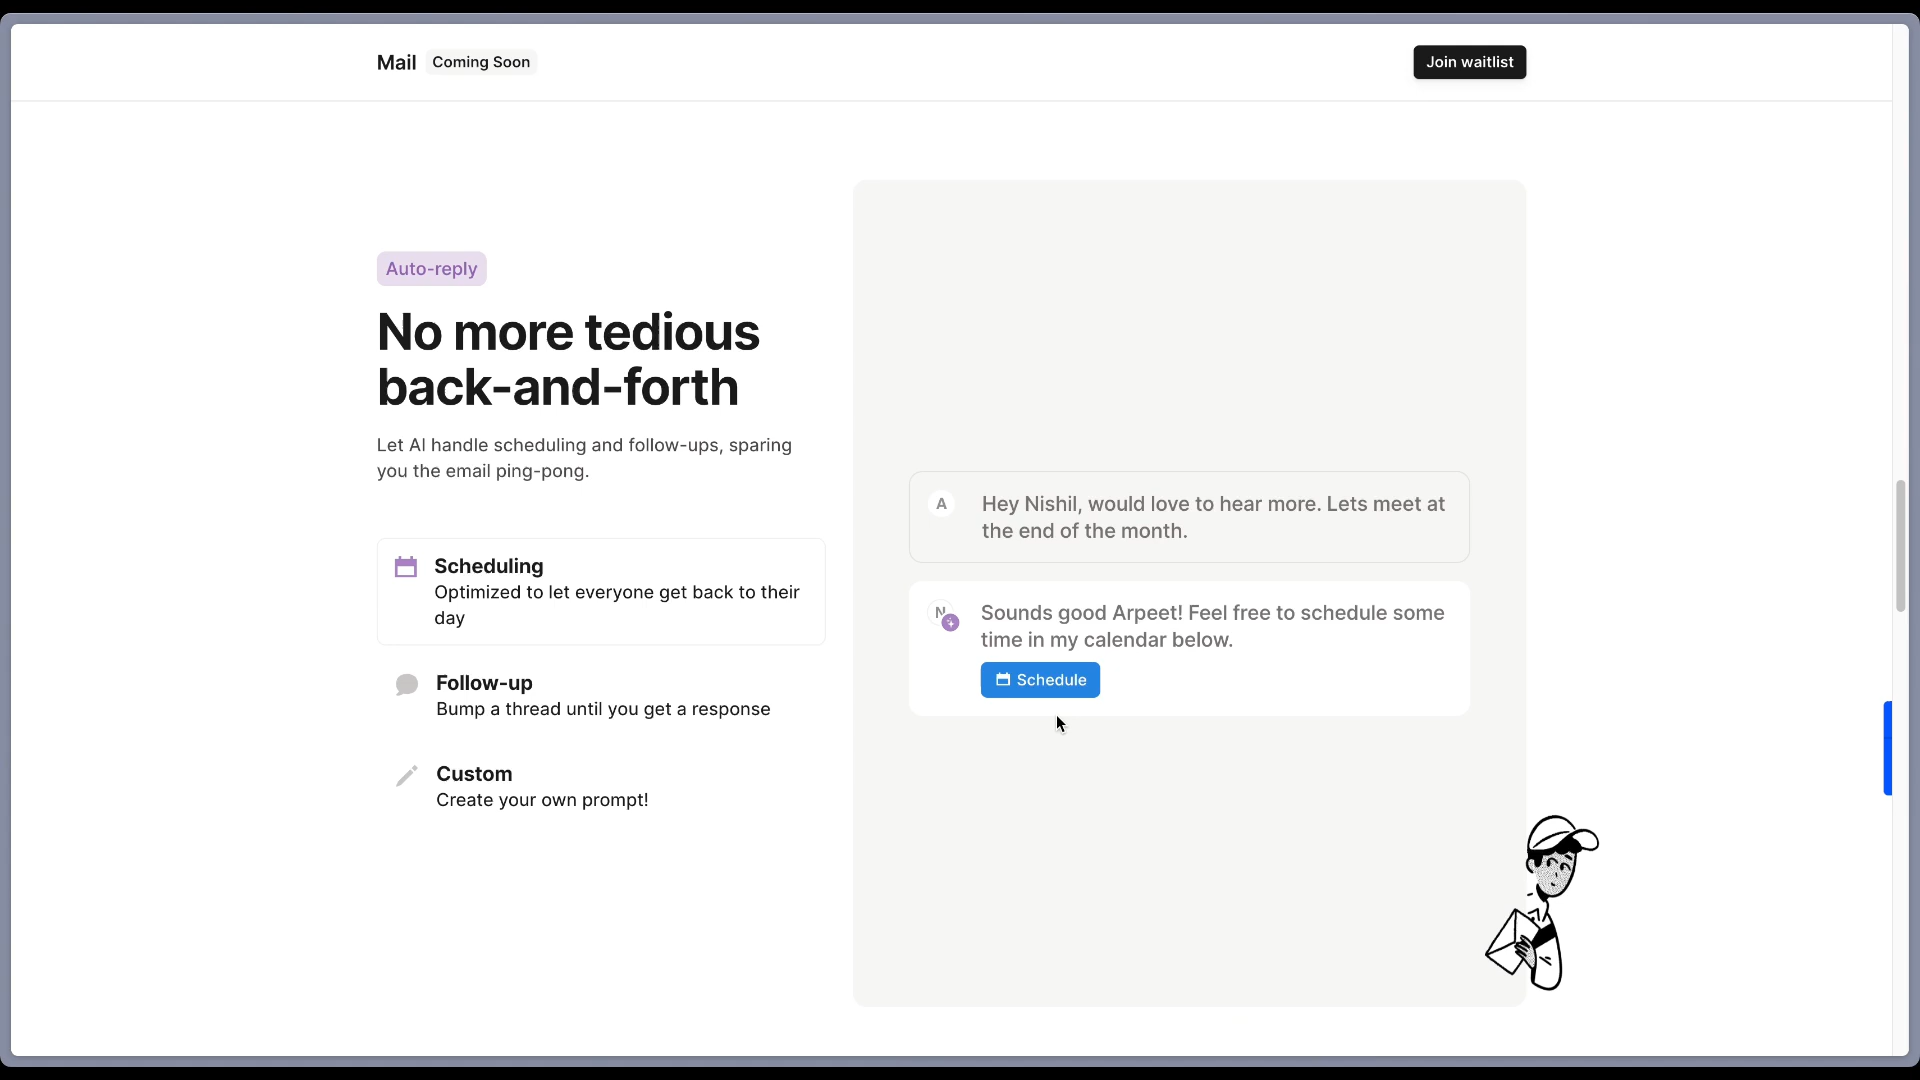 Mail Coming Soon
Join waitlist
Auto-reply
No more tedious
back-and-forth
Let AI handle scheduling and follow-ups, sparing
you the email ping-pong.
Scheduling
Optimized to let everyone get back to their
day
Follow-up
Bump a thread until you get a response
Custom
Create your own prompt!
A
Hey Nishil, would love to hear more. Lets meet at
the end of the month.
N
Sounds good Arpeet! Feel free to schedule some
time in my calendar below.
Schedule